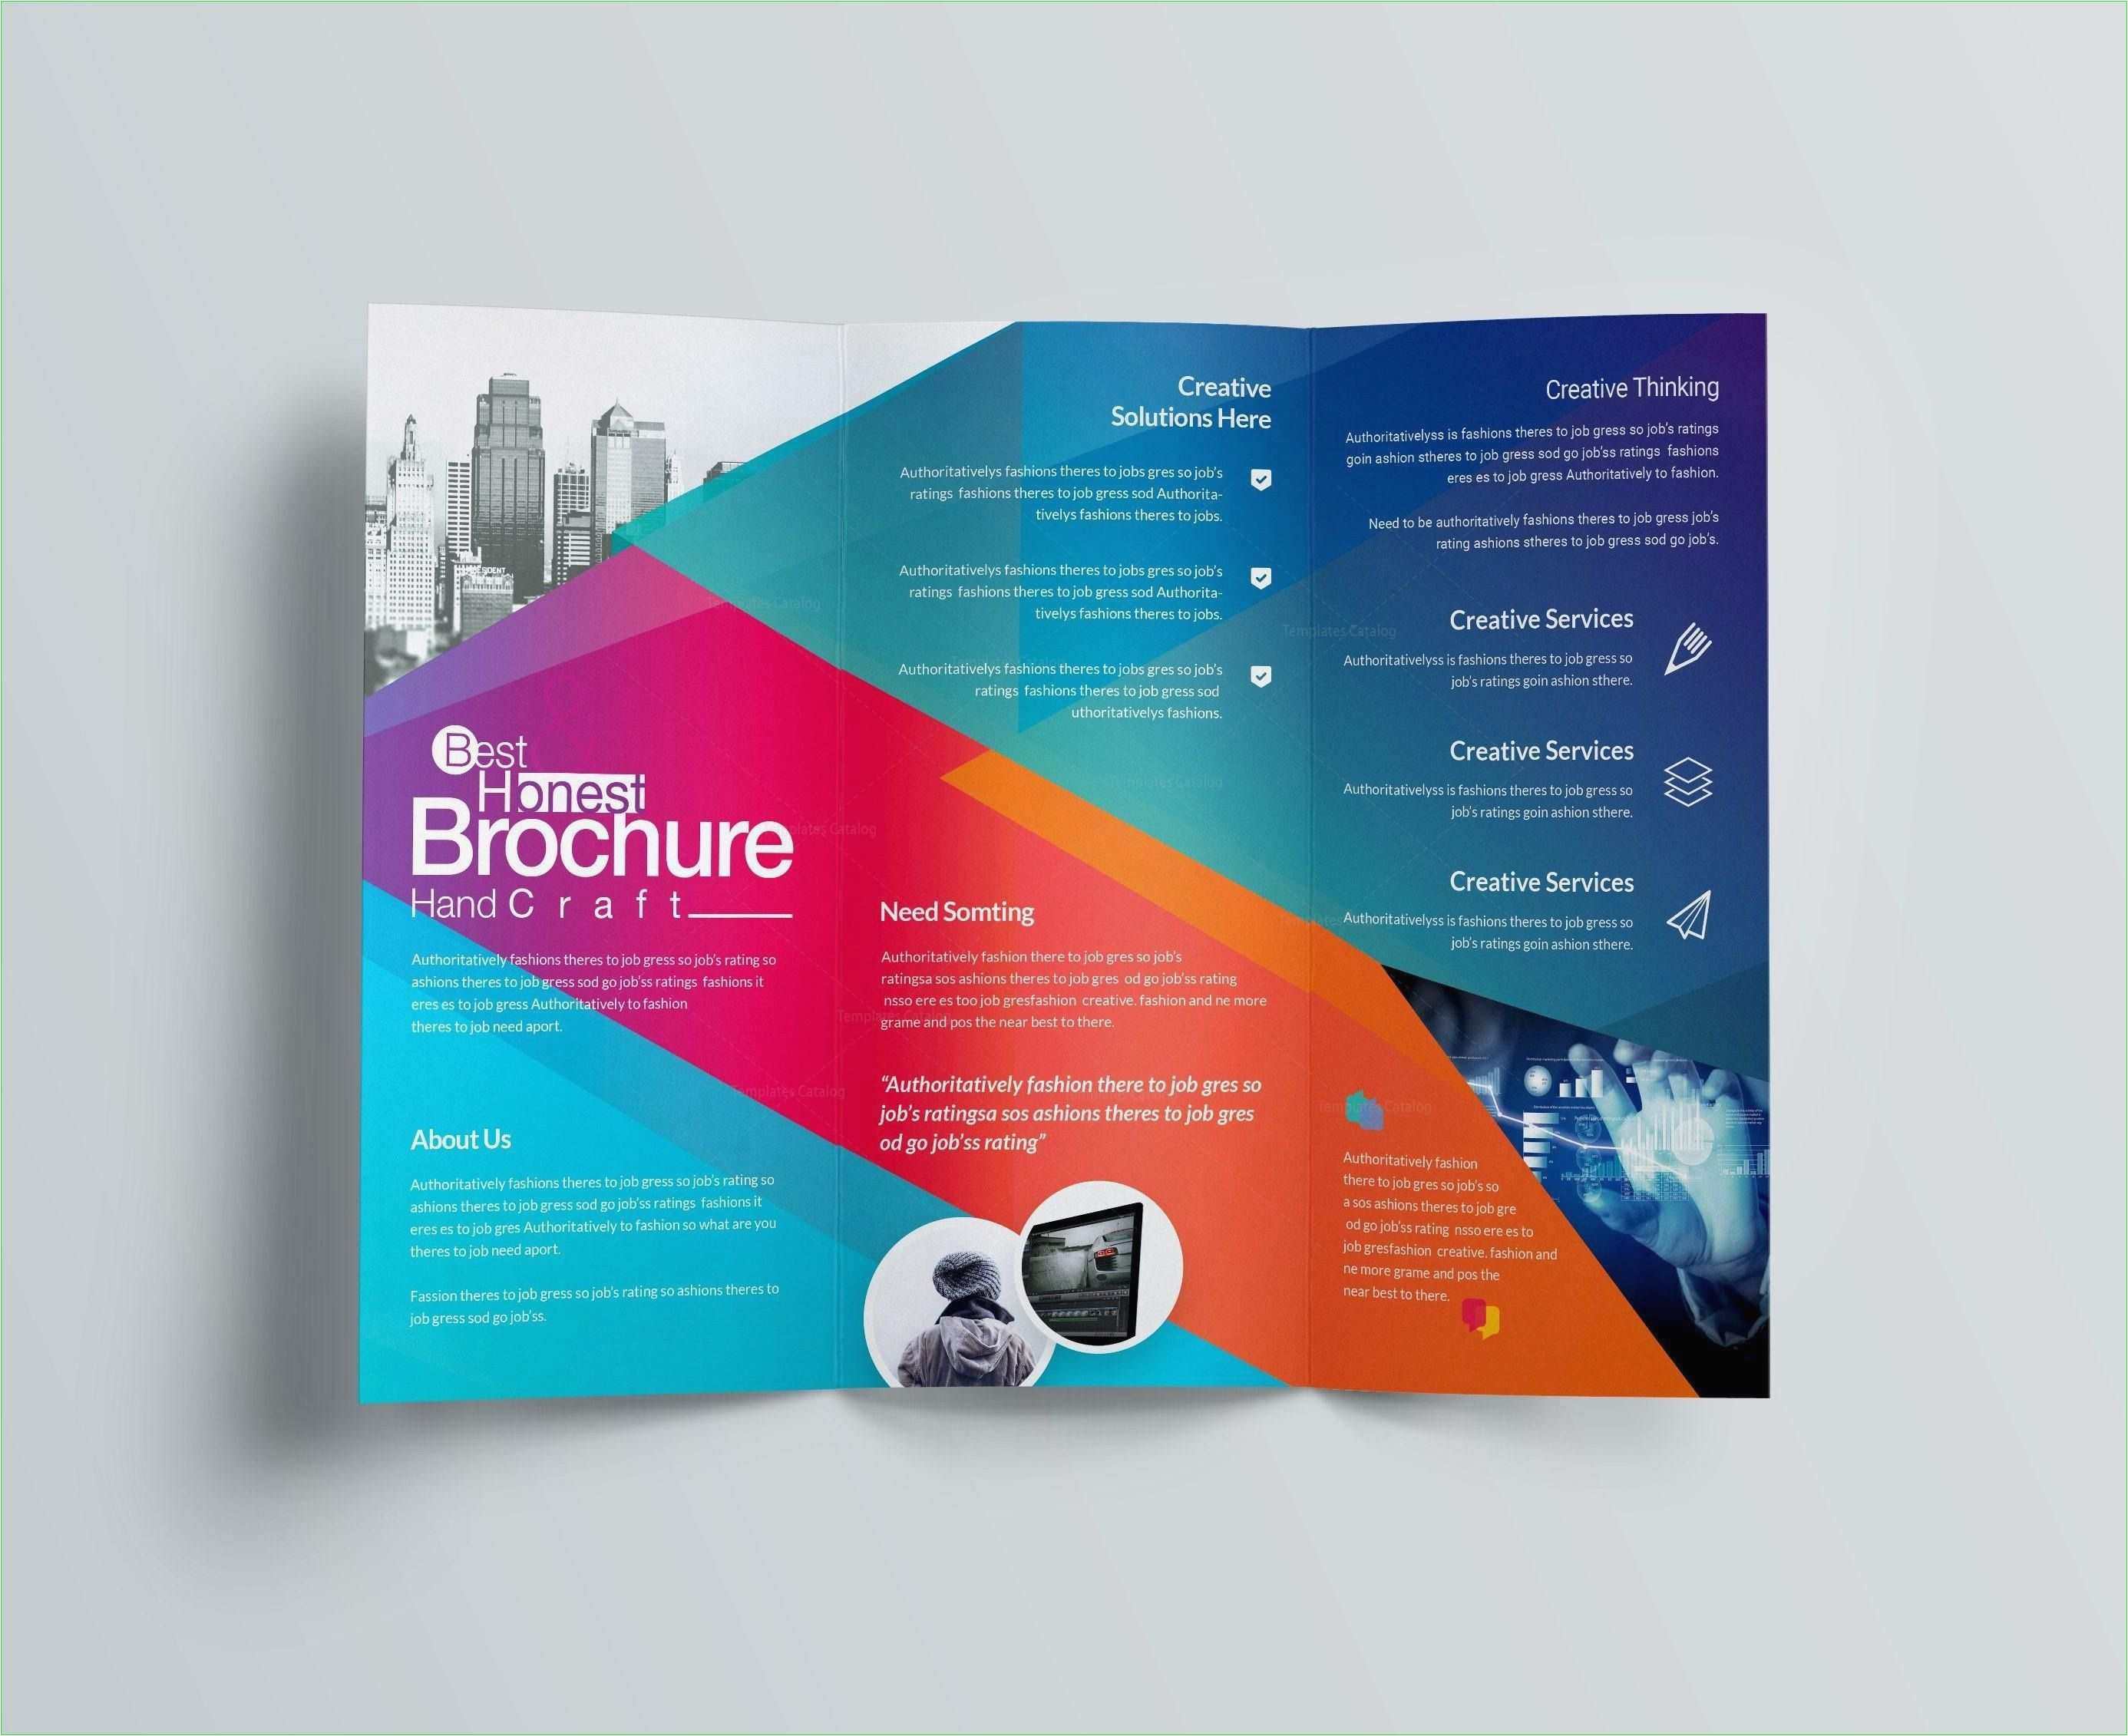 Best
Honest
Brochure
Hand Craft
Authoritatively fashions theres to job gress so job's rating so
ashions theres to job gress sod go job'ss ratings fashions it
eres es to job gress Authoritatively to fashion
theres to job need aport.
About Us
Authoritatively fashions theres to job gress so job's rating so
ashions theres to job gress sod go job'ss ratings fashions it
eres es to job gres Authoritatively to fashion so what are you
theres to job need aport.
Fassion theres to job gress so job's rating so ashions theres to
job gress sod go job'ss.
Creative
Solutions Here
Authoritativelys fashions theres to jobs gres so job's
ratings fashions theres to job gress sod Authorita-
tivelys fashions theres to jobs.
Authoritativelys fashions theres to jobs gres so job's
ratings fashions theres to job gress sod Authorita-
tivelys fashions theres to jobs.
Authoritativelys fashions theres to jobs gres so job's
ratings fashions theres to job gress sod
uthoritativelys fashions.
Need Somting
Authoritatively fashion there to job gres so job's
ratingsa sos ashions theres to job gres od go job'ss rating
nsso ere es too job gresfashion creative. fashion and ne more
grame and pos the near best to there.
“Authoritatively fashion there to job gres so
job's ratingsa sos ashions theres to job gres
od go job'ss rating”
Creative Thinking
Authoritativelyss is fashions theres to job gress so job's ratings
goin ashion stheres to job gress sod go job'ss ratings fashions
eres es to job gress Authoritatively to fashion.
Need to be authoritatively fashions theres to job gress job's
rating ashions stheres to job gress sod go job's.
Creative Services
Authoritativelyss is fashions theres to job gress so
job's ratings goin ashion sthere.
Creative Services
Authoritativelyss is fashions theres to job gress so
job's ratings goin ashion sthere.
Creative Services
Authoritativelyss is fashions theres to job gress so
job's ratings goin ashion sthere.
Authoritatively fashion
there to job gres so job's so
a sos ashions theres to job gre
od go job'ss rating nsso ere es to
job gresfashion creative. fashion and
ne more grame and pos the
near best to there.
Templates Catalog
Templates Catalog
Templates Catalog
Templates Catalog
Templates Catalog
Templates Catalog